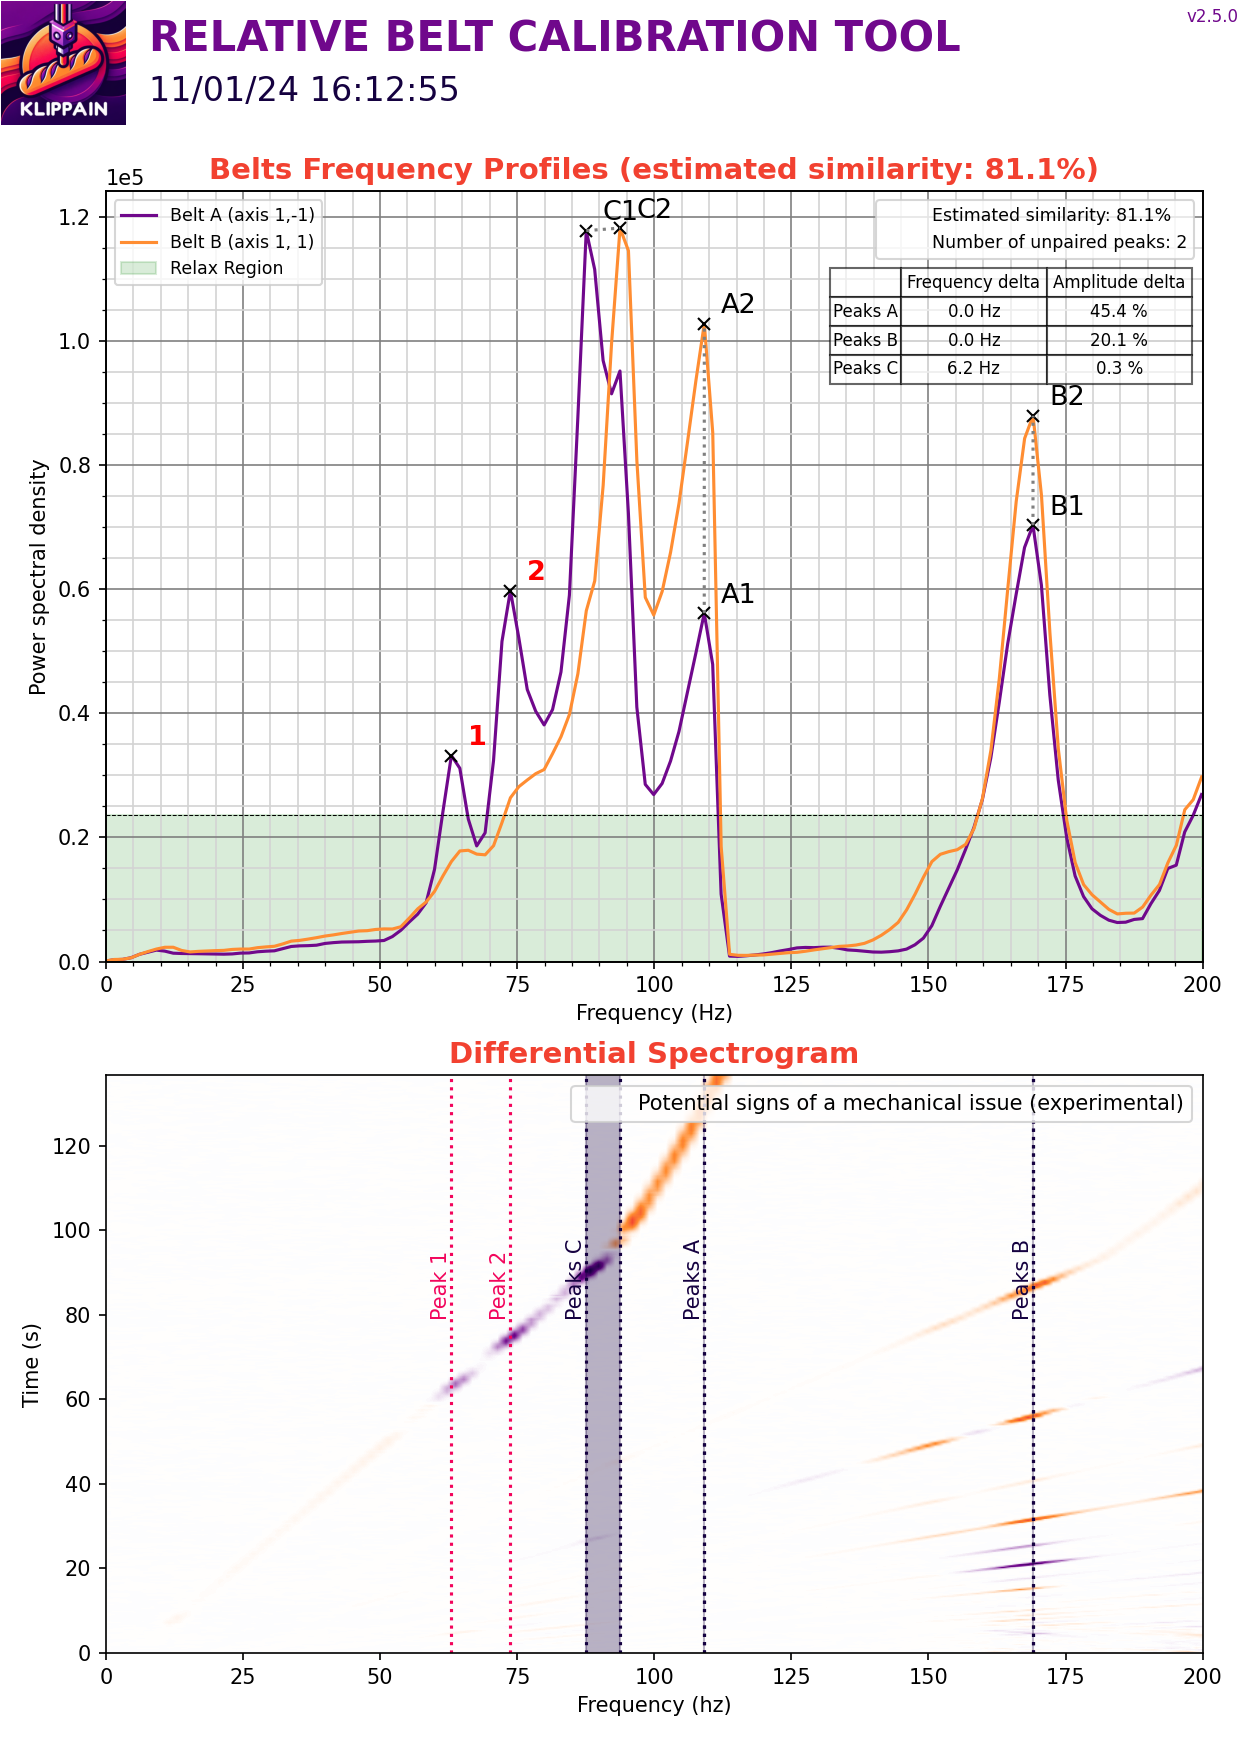 KLIPPAIN
RELATIVE BELT CALIBRATION TOOL
v2.5.0
11/01/24 16:12:55
Belts Frequency Profiles (estimated similarity: 81.1%)
1e5
Belt A (axis 1,-1)
Belt B (axis 1, 1)
Relax Region
Estimated similarity: 81.1%
Number of unpaired peaks: 2
Frequency delta Amplitude delta
Peaks A 0.0 Hz 45.4 %
Peaks B 0.0 Hz 20.1 %
Peaks C 6.2 Hz 0.3 %
C1 C2
A2
B2
B1
A1
2
1
1.2
1.0
0.8
0.6
0.4
0.2
0.0
Power spectral density
0 25 50 75 100 125 150 175 200
Frequency (Hz)
Differential Spectrogram
Potential signs of a mechanical issue (experimental)
Peak 1
Peak 2
Peaks C
Peaks A
Peaks B
120
100
80
60
40
20
0
Time (s)
0 25 50 75 100 125 150 175 200
Frequency (hz)